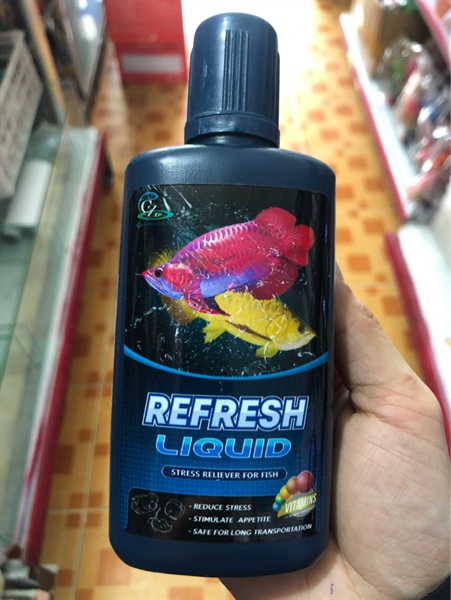 REFRESH
LIQUID
STRESS RELIEVER FOR FISH
- REDUCE STRESS
- STIMULATE APPETITE
- SAFE FOR LONG TRANSPORTATION
VITAMINS